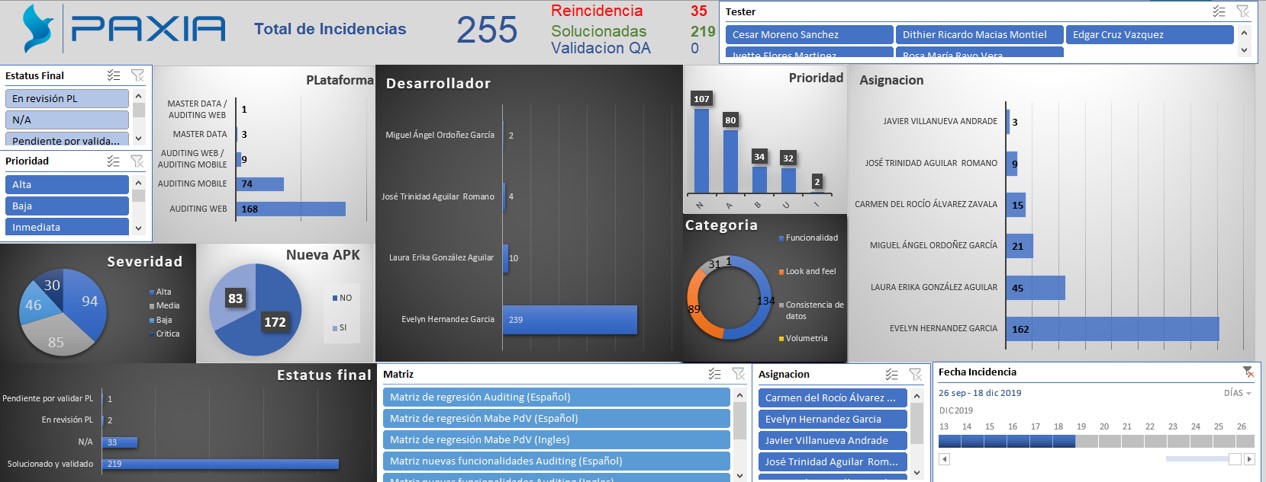 PAXIA
Total de Incidencias
255
Reincidencia 35
Solucionadas 219
Validacion QA 0
Tester
Cesar Moreno Sanchez
Dithier Ricardo Macias Montiel
Edgar Cruz Vazquez
Ivette Flores Martinez
Rosa María Rayo Vera
Estatus Final
En revisión PL
N/A
Pendiente por valida...
Prioridad
Alta
Baja
Inmediata
PLataforma
MASTER DATA /
AUDITING WEB
1
MASTER DATA
3
AUDITING WEB /
AUDITING MOBILE
9
AUDITING MOBILE
74
AUDITING WEB
168
Desarrollador
Miguel Ángel Ordoñez García
2
José Trinidad Aguilar Romano
4
Laura Erika González Aguilar
10
Evelyn Hernandez Garcia
239
Prioridad
107
80
34
32
2
N
A
B
U
I
Asignacion
JAVIER VILLANUEVA ANDRADE
3
JOSÉ TRINIDAD AGUILAR ROMANO
9
CARMEN DEL ROCÍO ÁLVAREZ ZAVALA
15
MIGUEL ÁNGEL ORDOÑEZ GARCÍA
21
LAURA ERIKA GONZÁLEZ AGUILAR
45
EVELYN HERNANDEZ GARCIA
162
Severidad
30
94
46
85
Alta
Media
Baja
Critica
Nueva APK
83
172
NO
SI
Categoria
31
1
134
89
Funcionalidad
Look and feel
Consistencia de
datos
Volumetria
Estatus final
Pendiente por validar PL
1
En revisión PL
2
N/A
33
Solucionado y validado
219
Matriz
Matriz de regresión Auditing (Español)
Matriz de regresión Mabe PdV (Español)
Matriz de regresión Mabe PdV (Ingles)
Matriz nuevas funcionalidades Auditing (Español)
Matriz nuevas funcionalidades Auditing (Ingles)
Asignacion
Carmen del Rocío Álvarez ...
Evelyn Hernandez Garcia
Javier Villanueva Andrade
José Trinidad Aguilar Rom...
Fecha Incidencia
26 sep - 18 dic 2019
DÍAS
DIC 2019
13 14 15 16 17 18 19 20 21 22 23 24 25 26